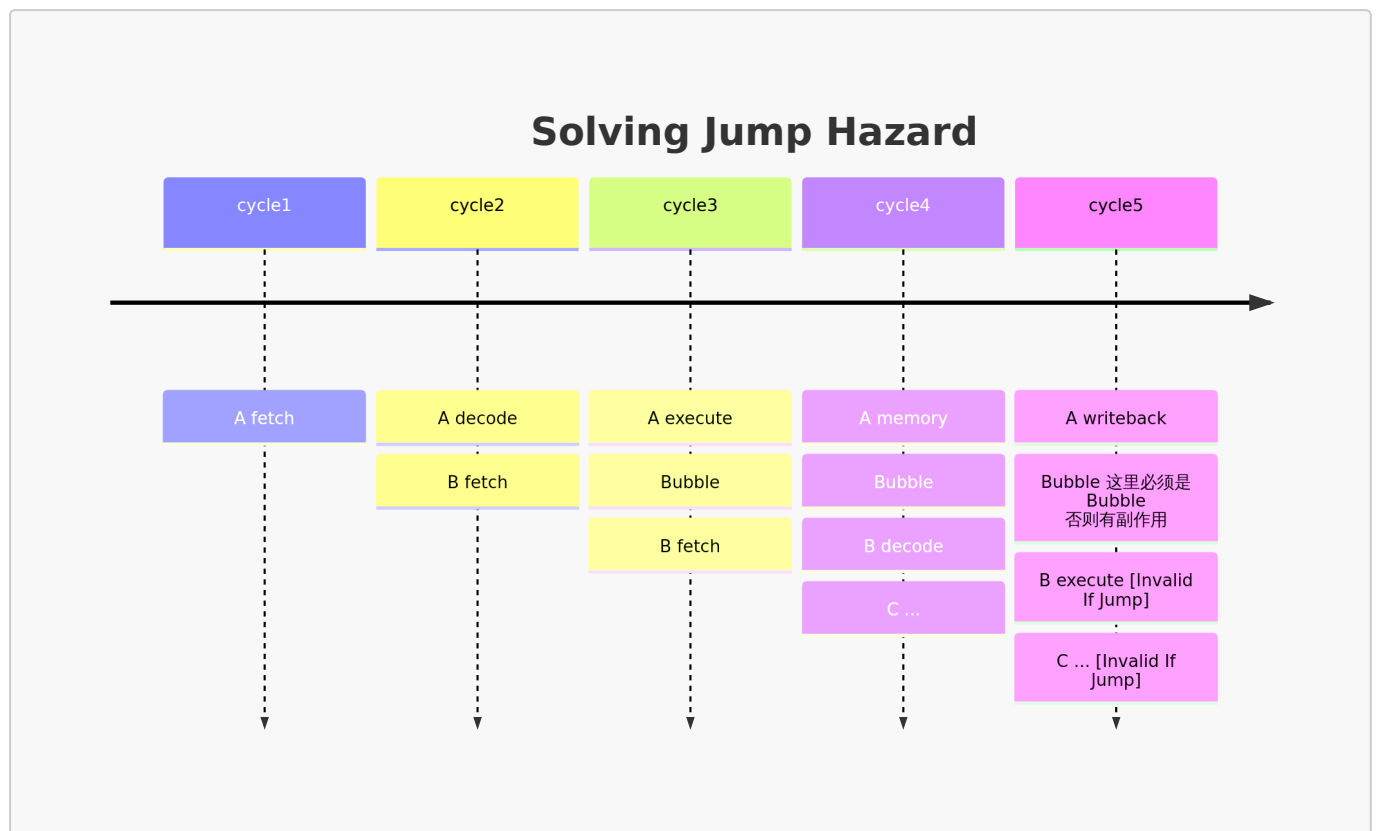 Solving Jump Hazard
cycle1
cycle2
cycle3
cycle4
cycle5
A fetch
A decode
B fetch
A execute
Bubble
B fetch
A memory
Bubble
B decode
C ...
A writeback
Bubble 这里必须是
Bubble
否则有副作用
B execute [Invalid
If Jump]
C ... [Invalid If
Jump]